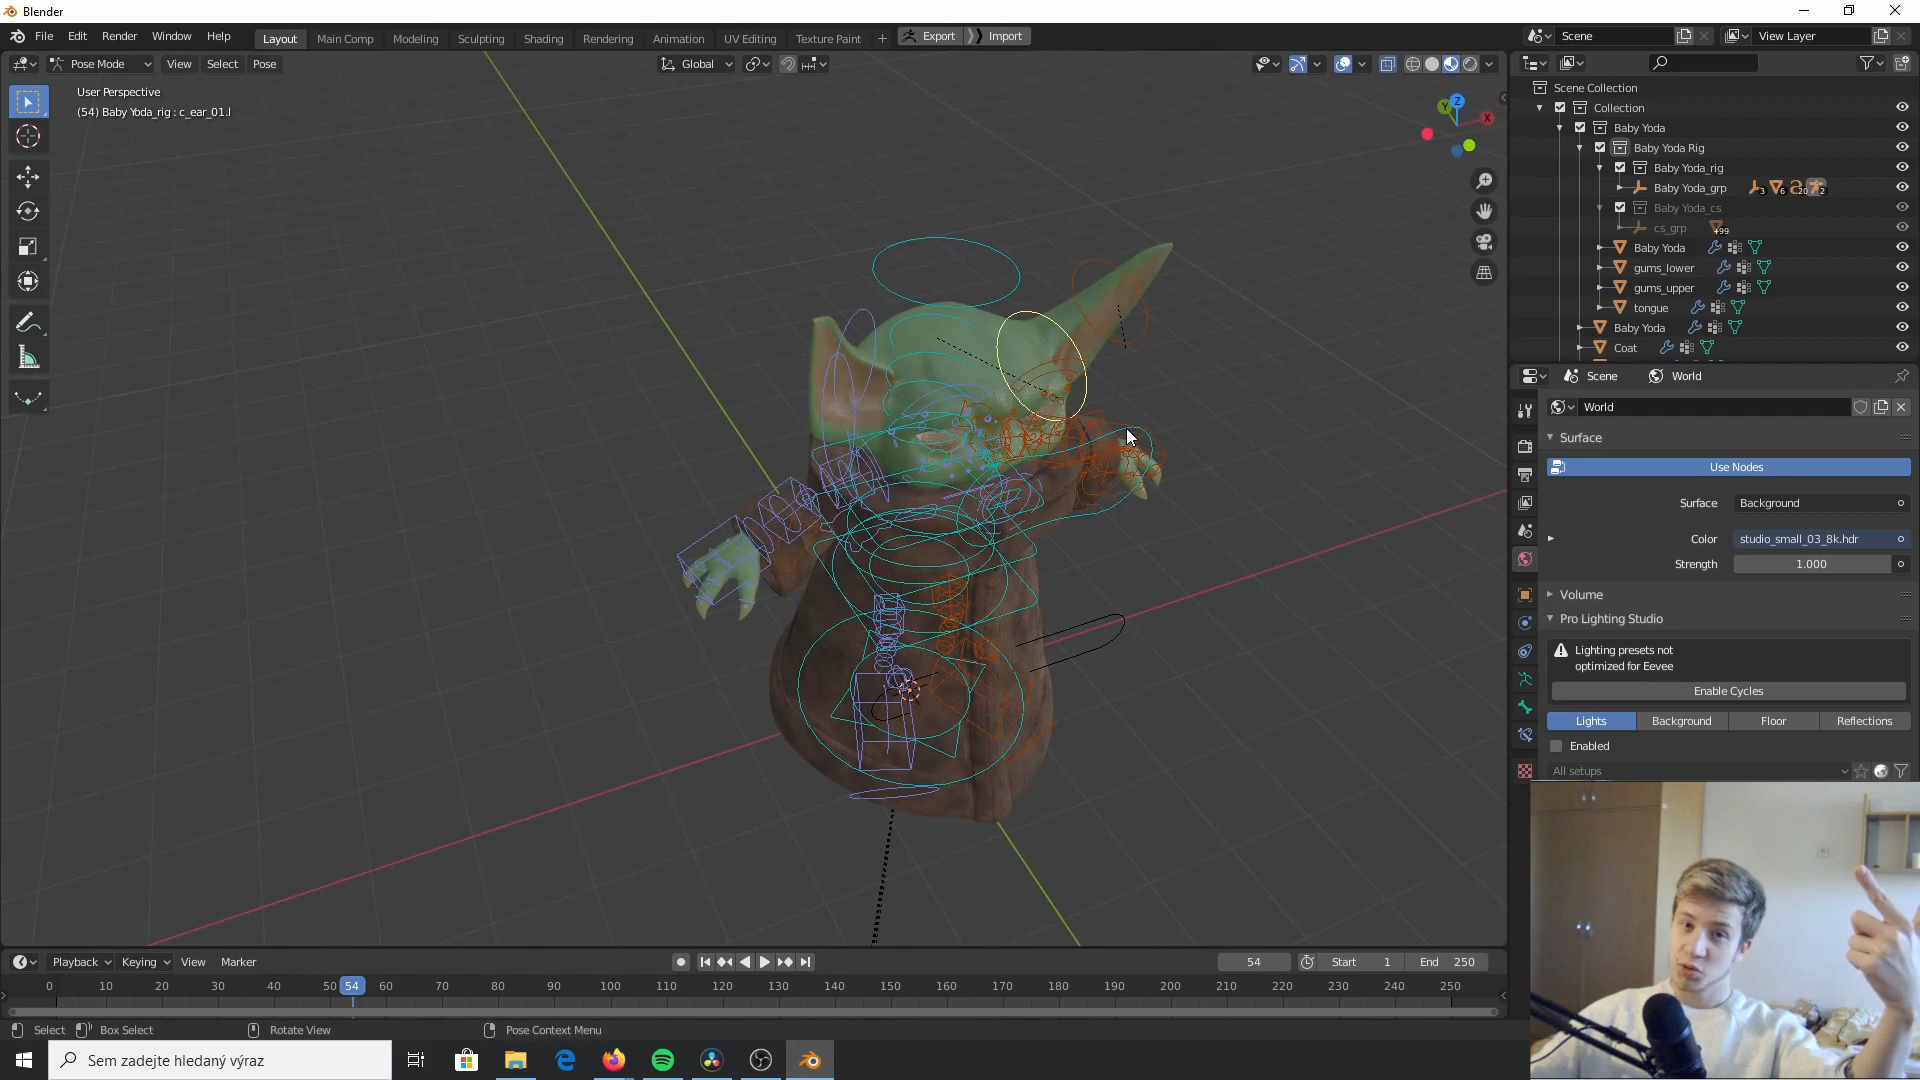 Blender
File Edit Render Window Help Layout Main Comp Modeling Sculpting Shading Rendering Animation UV Editing Texture Paint + Export Import Scene View Layer
Pose Mode View Select Pose Global
User Perspective
(54) Baby Yoda_rig : c_ear_01.l
Z
Y
X
Scene Collection
Collection
Baby Yoda
Baby Yoda Rig
Baby Yoda_rig
Baby Yoda_grp 3 6 20 2
Baby Yoda_cs
cs_grp +99
Baby Yoda
gums_lower
gums_upper
tongue
Baby Yoda
Coat
Scene World
World
Surface
Use Nodes
Surface Background
Color studio_small_03_8k.hdr
Strength 1.000
Volume
Pro Lighting Studio
Lighting presets not
optimized for Eevee
Enable Cycles
Lights Background Floor Reflections
Enabled
All setups
Playback Keying View Marker 54 Start 1 End 250
0 10 20 30 40 50 54 60 70 80 90 100 110 120 130 140 150 160 170 180 190 200 210 220 230 240 250
Select Box Select Rotate View Pose Context Menu
Sem zadejte hledaný výraz